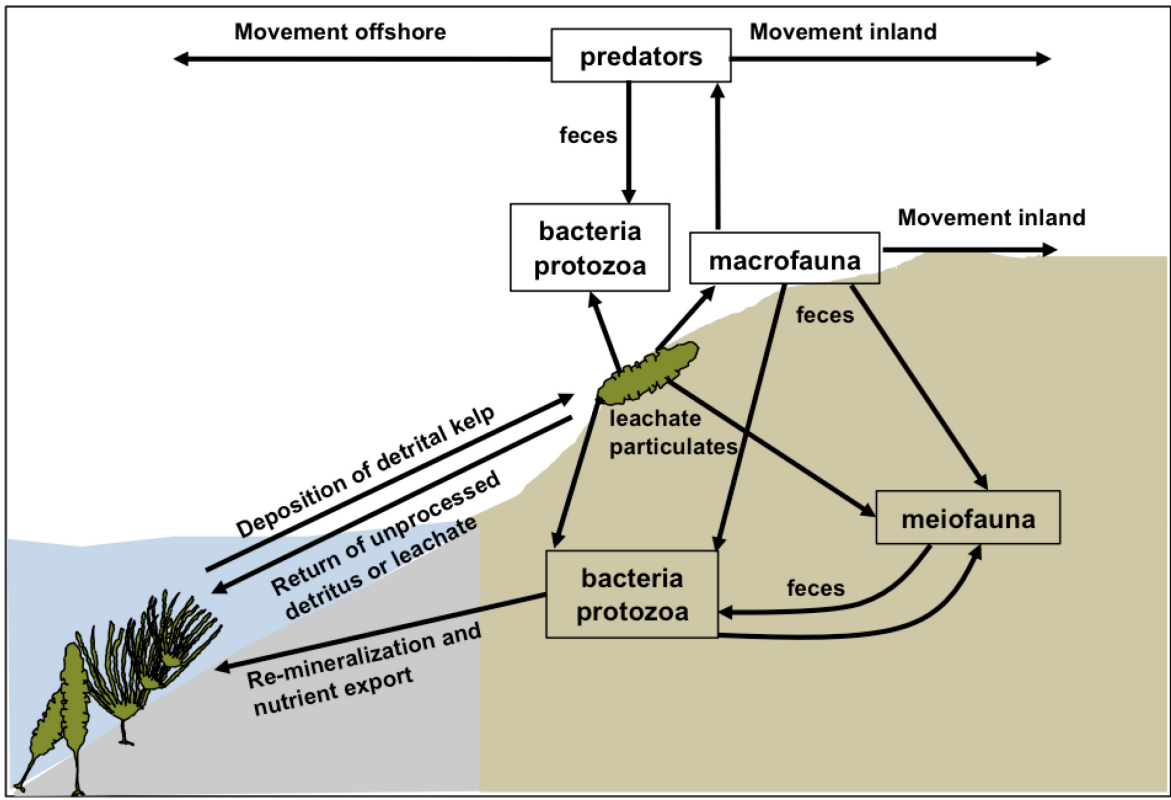 Movement offshore
predators
Movement inland
feces
bacteria
protozoa
Movement inland
macrofauna
feces
leachate
particulates
Deposition of detrital kelp
Return of unprocessed
detritus or leachate
meiofauna
bacteria
protozoa
feces
Re-mineralization and
nutrient export